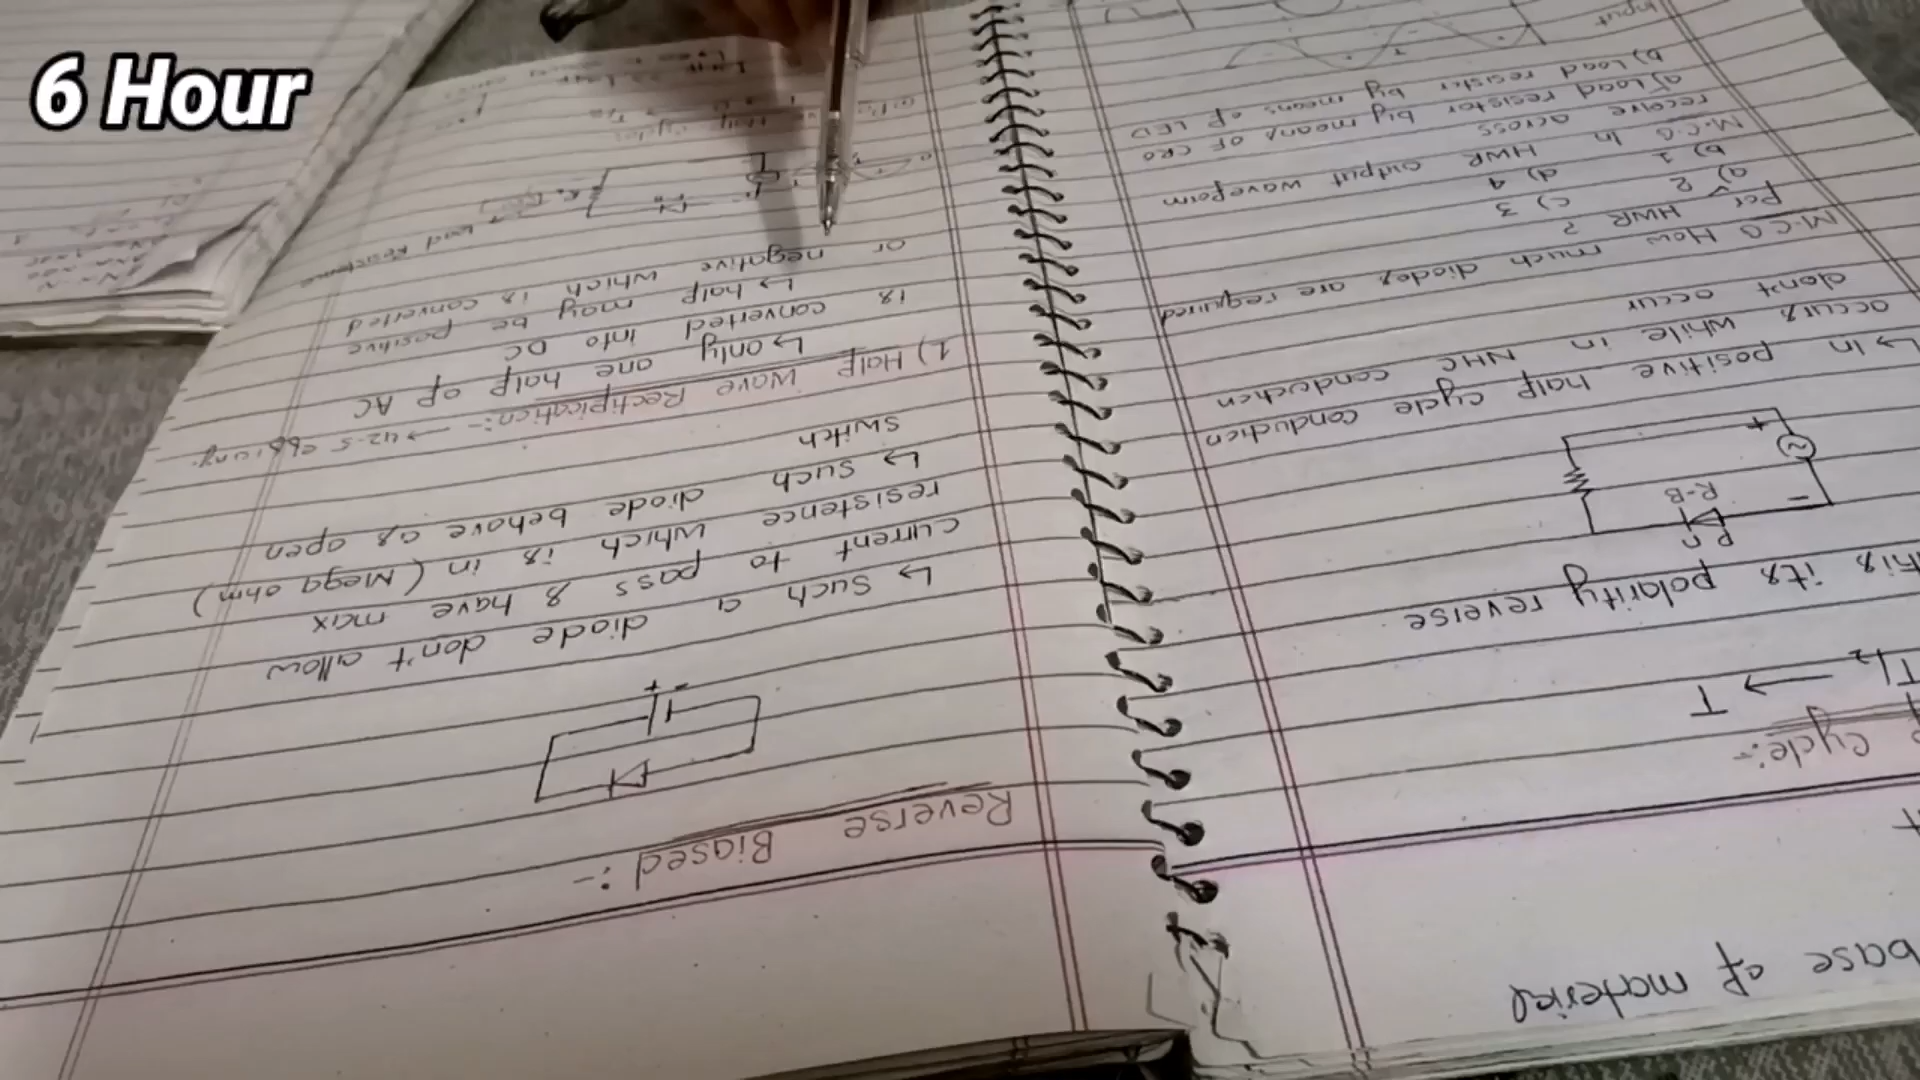 6 Hour
Reverse Biased :-
- +
↳ such a diode don't allow
current to pass & have max
resistence which is in (Mega ohm)
↳ such diode behave as open
switch
1) Half Wave Rectification:-
↳ only one half of AC
is converted into DC
↳ half may be positive
or negative which is converted
base of material
Cycle:-
T/2 → T
this its polarity reverse
P n
R-B
-
+
~
↳ In positive half cycle conduction
occurs while in NHC conduction
dont occur
M.C.Q How much diodes are required
For HWR ?
a) 2 c) 3
b) 1 d) 4
M.C.Q In HWR output waveform
receive across
a) Load resistor by means of CRO
b) Load resistor by means of LED
Input